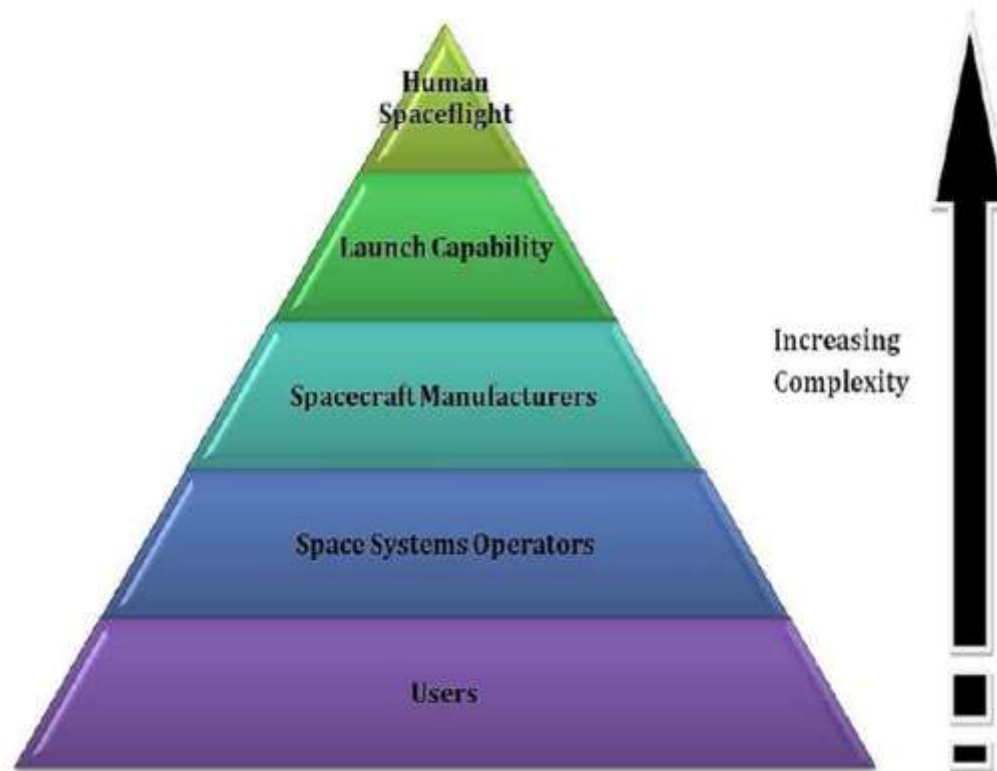 Human
Spaceflight
Launch Capability
Increasing
Complexity
Spacecraft Manufacturers
Space Systems Operators
Users